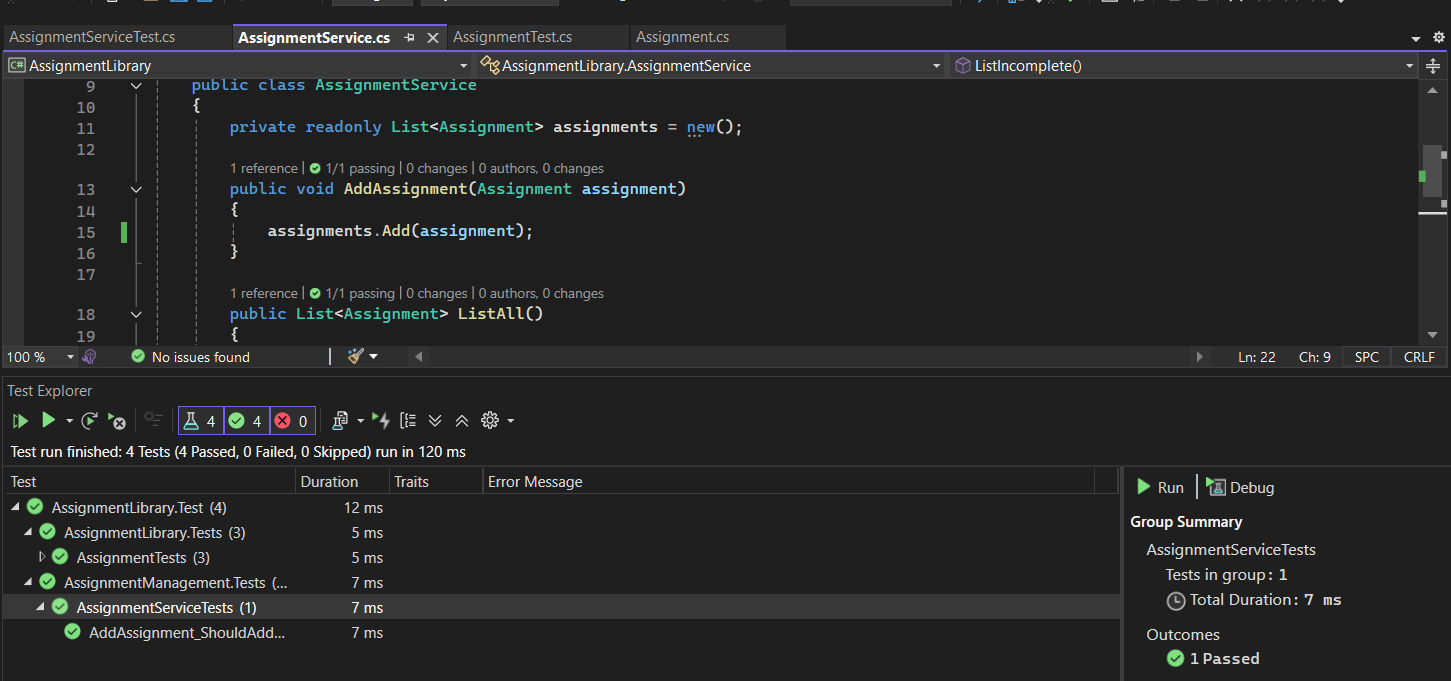 AssignmentServiceTest.cs AssignmentService.cs AssignmentTest.cs Assignment.cs
C# AssignmentLibrary AssignmentLibrary.AssignmentService ListIncomplete()
9 public class AssignmentService
10 {
11 private readonly List<Assignment> assignments = new();
12
1 reference | 1/1 passing | 0 changes | 0 authors, 0 changes
13 public void AddAssignment(Assignment assignment)
14 {
15 assignments.Add(assignment);
16 }
17
1 reference | 1/1 passing | 0 changes | 0 authors, 0 changes
18 public List<Assignment> ListAll()
19 {
100 % No issues found Ln: 22 Ch: 9 SPC CRLF
Test Explorer
4 4 0
Test run finished: 4 Tests (4 Passed, 0 Failed, 0 Skipped) run in 120 ms
Test Duration Traits Error Message
AssignmentLibrary.Test (4) 12 ms
AssignmentLibrary.Tests (3) 5 ms
AssignmentTests (3) 5 ms
AssignmentManagement.Tests (... 7 ms
AssignmentServiceTests (1) 7 ms
AddAssignment_ShouldAdd... 7 ms
Run Debug
Group Summary
AssignmentServiceTests
Tests in group: 1
Total Duration: 7 ms
Outcomes
1 Passed